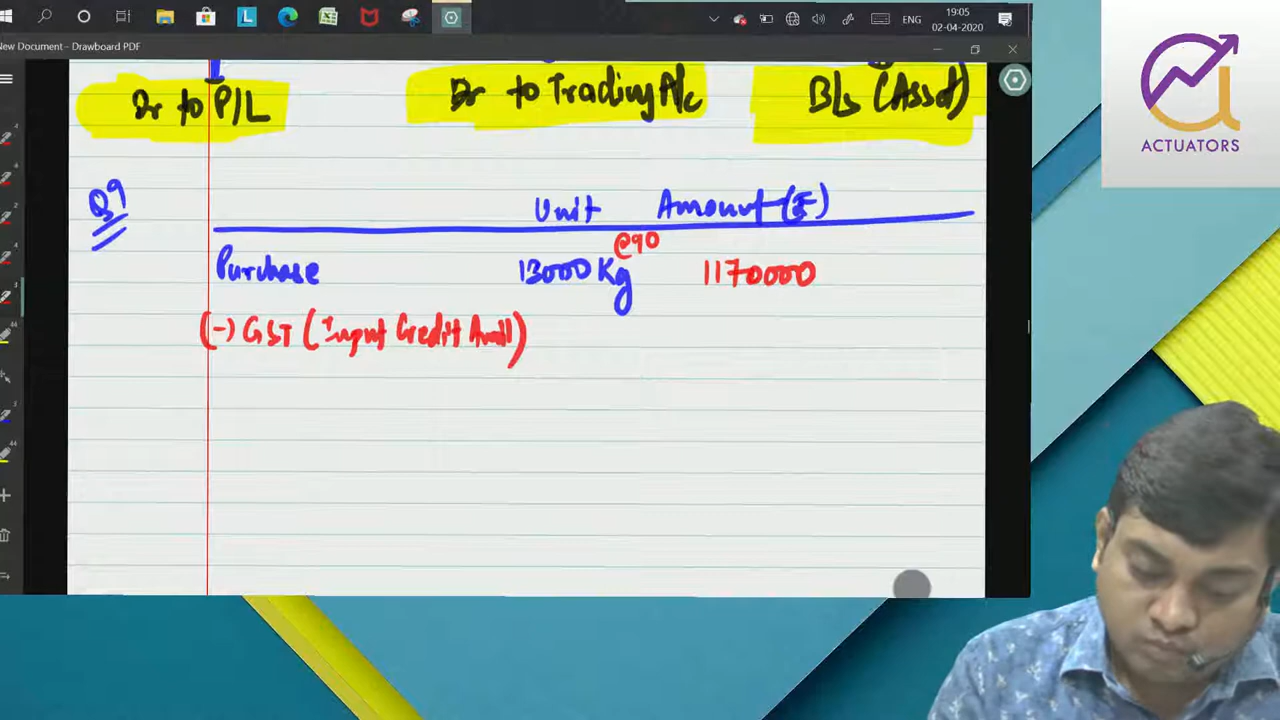 ENG
19:05
02-04-2020
New Document - Drawboard PDF
ACTUATORS
Dr to P/L
Dr to Trading A/c
B/s (Asset)
Q9
Unit Amount (₹)
@90
Purchase 13000 Kg 1170000
(-) GST (Input Credit Avail)